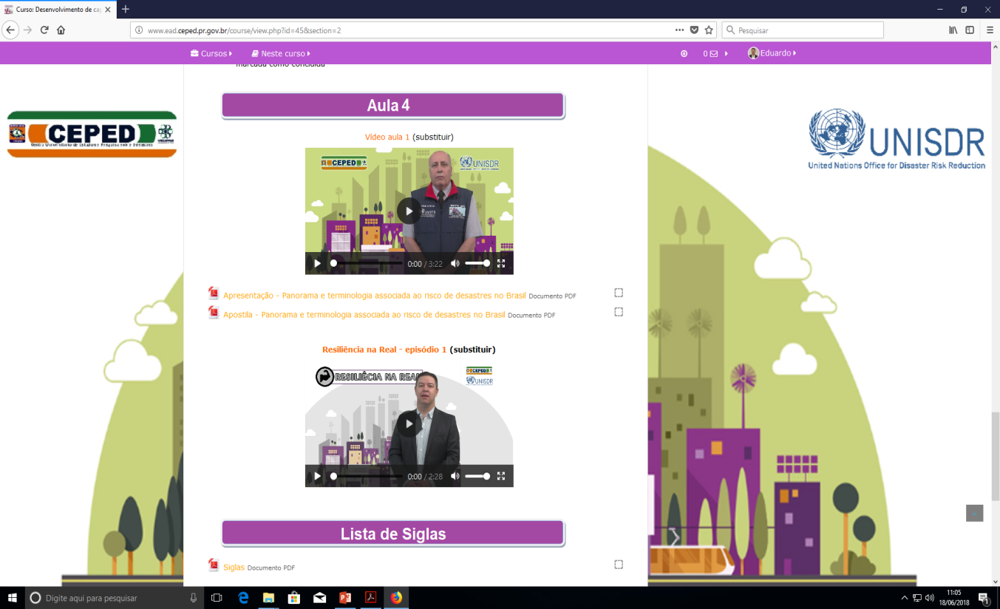 Curso: Desenvolvimento de cap
www.ead.ceped.pr.gov.br/course/view.php?id=45&section=2
Pesquisar
Cursos
Neste curso
0
Eduardo
marcada como concluída
Aula 4
CEPED
UNISDR
United Nations Office for Disaster Risk Reduction
Vídeo aula 1 (substituir)
CEPED
UNISDR
0:00 / 3:22
Apresentação - Panorama e terminologia associada ao risco de desastres no Brasil Documento PDF
Apostila - Panorama e terminologia associada ao risco de desastres no Brasil Documento PDF
Resiliência na Real - episódio 1 (substituir)
RESILIÊCIA NA REAL
CEPED
UNISDR
0:00 / 2:28
Lista de Siglas
Siglas Documento PDF
Digite aqui para pesquisar
11:05
18/06/2018
1